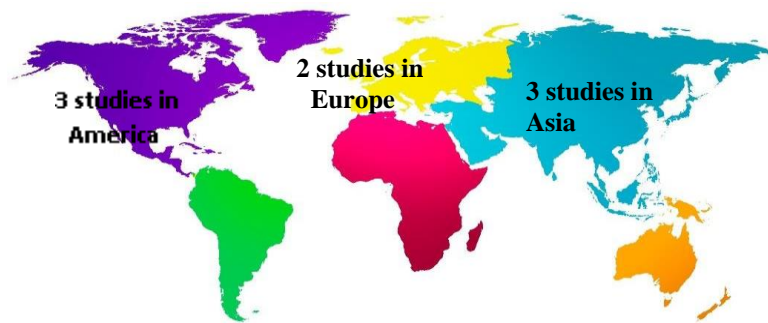 3 studies in
America
2 studies in
Europe
3 studies in
Asia